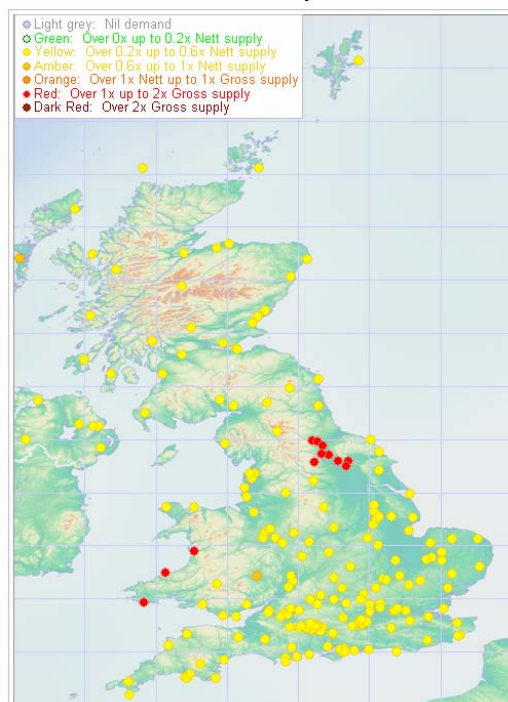 Light grey: Nil demand
Green: Over 0x up to 0.2x Nett supply
Yellow: Over 0.2x up to 0.6x Nett supply
Amber: Over 0.6x up to 1x Nett supply
Orange: Over 1x Nett up to 1x Gross supply
Red: Over 1x up to 2x Gross supply
Dark Red: Over 2x Gross supply